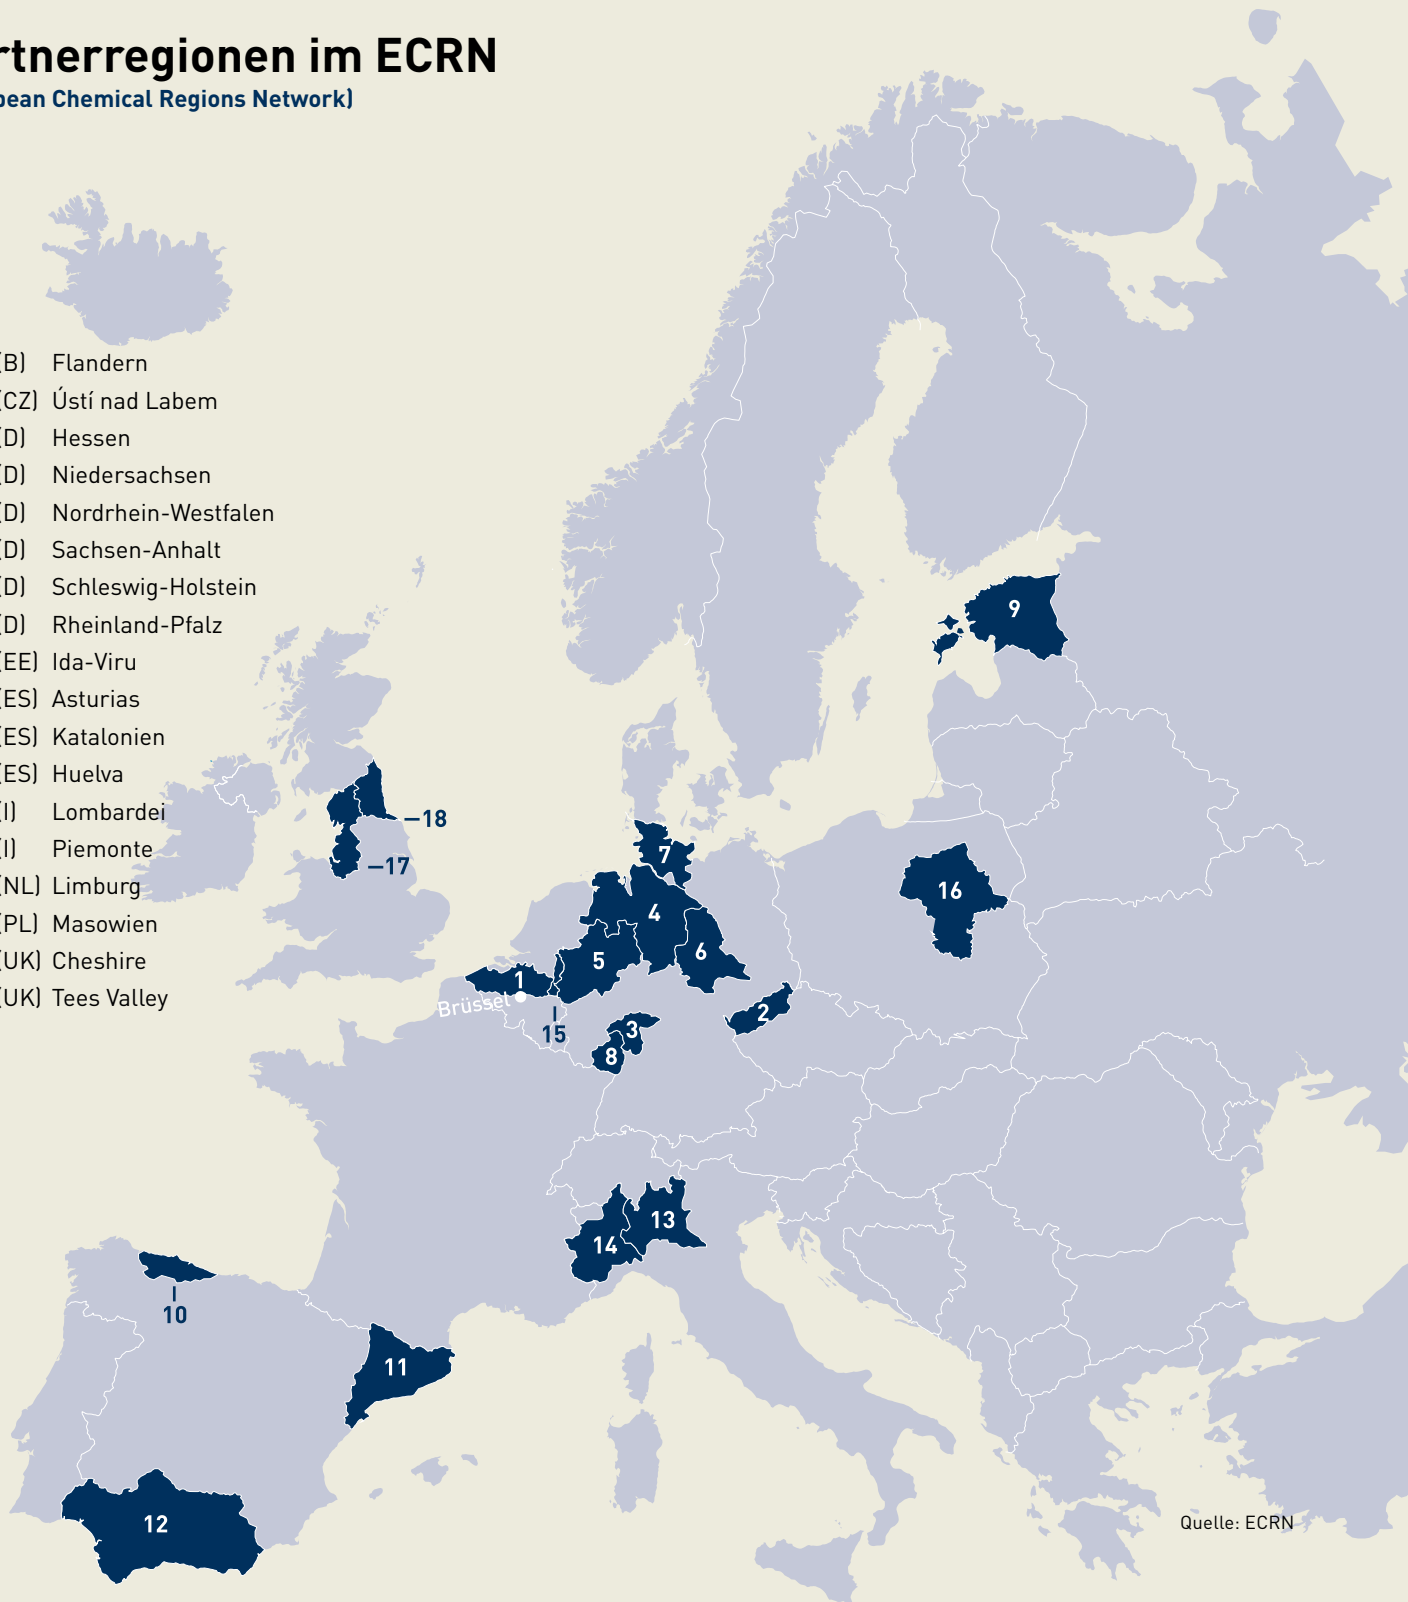 rtnerregionen im ECRN
pean Chemical Regions Network)
(B) Flandern
(CZ) Ústí nad Labem
(D) Hessen
(D) Niedersachsen
(D) Nordrhein-Westfalen
(D) Sachsen-Anhalt
(D) Schleswig-Holstein
(D) Rheinland-Pfalz
(EE) Ida-Viru
(ES) Asturias
(ES) Katalonien
(ES) Huelva
(I) Lombardei
(I) Piemonte
(NL) Limburg
(PL) Masowien
(UK) Cheshire
(UK) Tees Valley
9
18
7
17
16
4
6
5
1
Brüssel
2
15
3
8
13
14
10
11
12
Quelle: ECRN